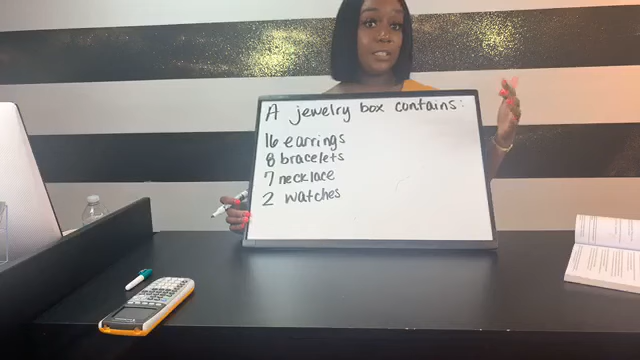 A jewelry box contains:
16 earrings
8 bracelets
7 necklace
2 watches